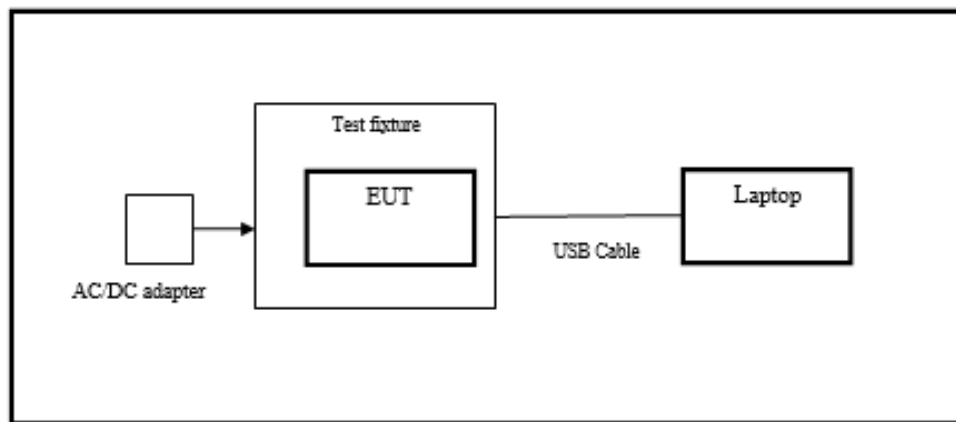 Test fixture
EUT
Laptop
USB Cable
AC/DC adapter